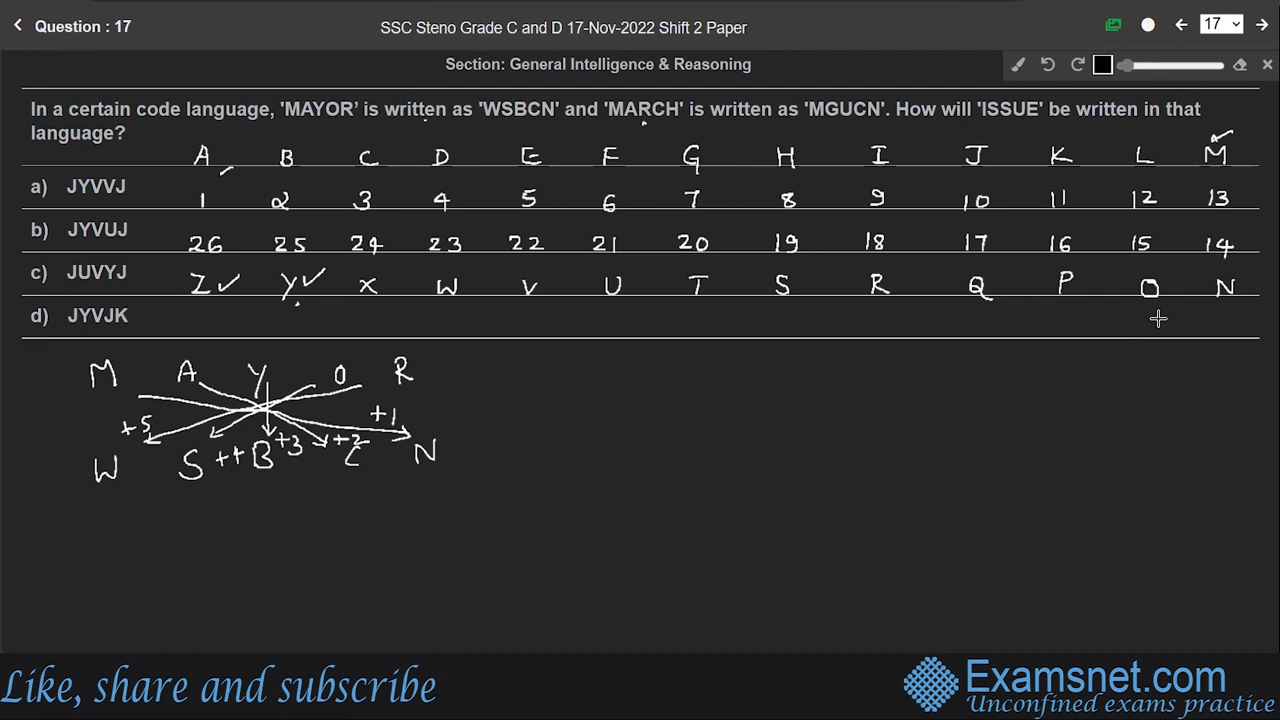 Question : 17
SSC Steno Grade C and D 17-Nov-2022 Shift 2 Paper
17
Section: General Intelligence & Reasoning
In a certain code language, 'MAYOR' is written as 'WSBCN' and 'MARCH' is written as 'MGUCN'. How will 'ISSUE' be written in that
language?
A B C D E F G H I J K L M
a) JYVVJ
1 2 3 4 5 6 7 8 9 10 11 12 13
b) JYVUJ
26 25 24 23 22 21 20 19 18 17 16 15 14
c) JUVYJ
Z Y X W V U T S R Q P O N
d) JYVJK
M A Y O R
+5 +4 +3 +2 +1
W S B C N
Like, share and subscribe
Examsnet.com
Unconfined exams practice